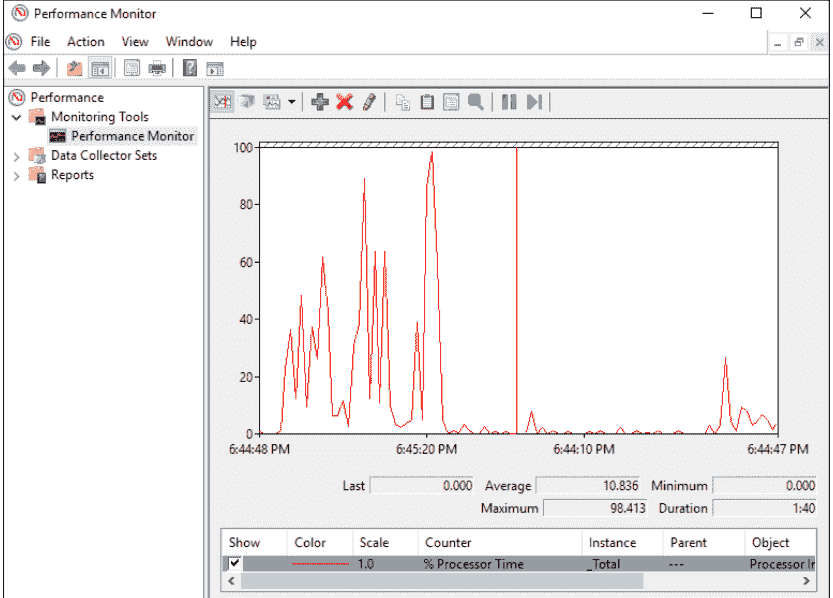 Performance Monitor
File Action View Window Help
Performance
Monitoring Tools
Performance Monitor
Data Collector Sets
Reports
100
80
60
40
20
0
6:44:48 PM 6:45:20 PM 6:44:10 PM 6:44:47 PM
Last 0.000 Average 10.836 Minimum 0.000
Maximum 98.413 Duration 1:40
Show Color Scale Counter Instance Parent Object
1.0 % Processor Time _Total --- Processor Ir